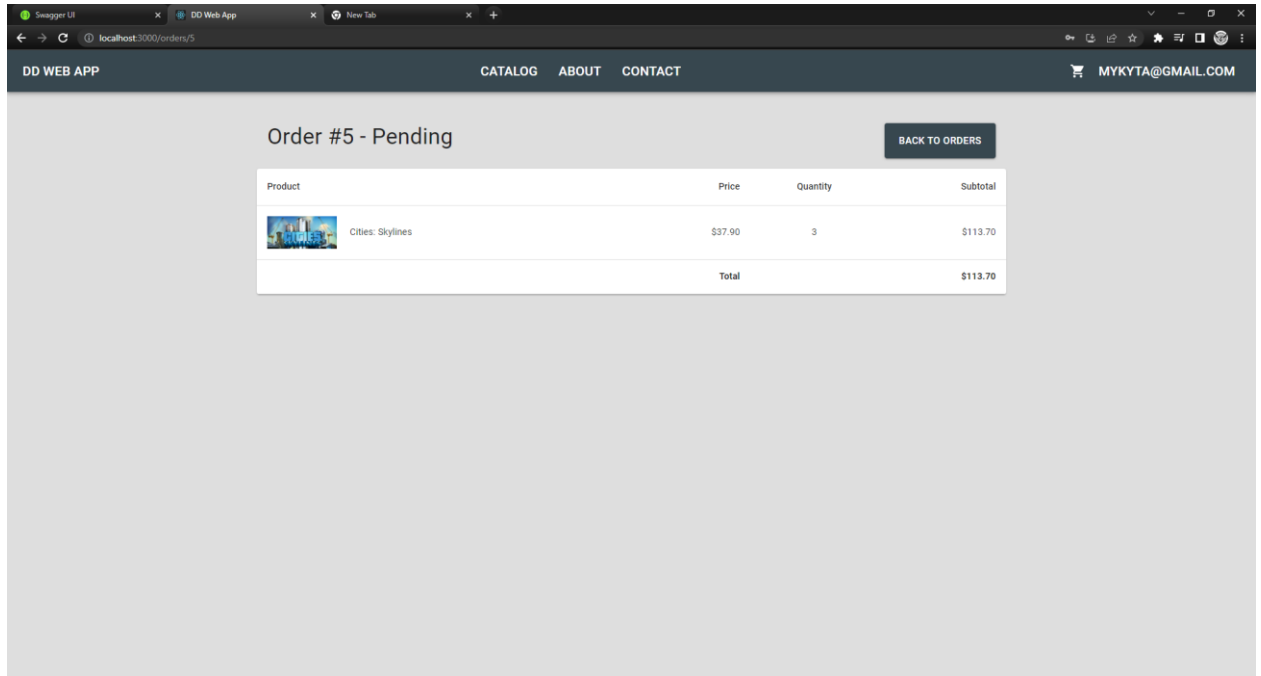 Swagger UI DD Web App New Tab
localhost:3000/orders/5
DD WEB APP CATALOG ABOUT CONTACT MYKYTA@GMAIL.COM
Order #5 - Pending BACK TO ORDERS
Product Price Quantity Subtotal
CITIES
Cities: Skylines $37.90 3 $113.70
Total $113.70